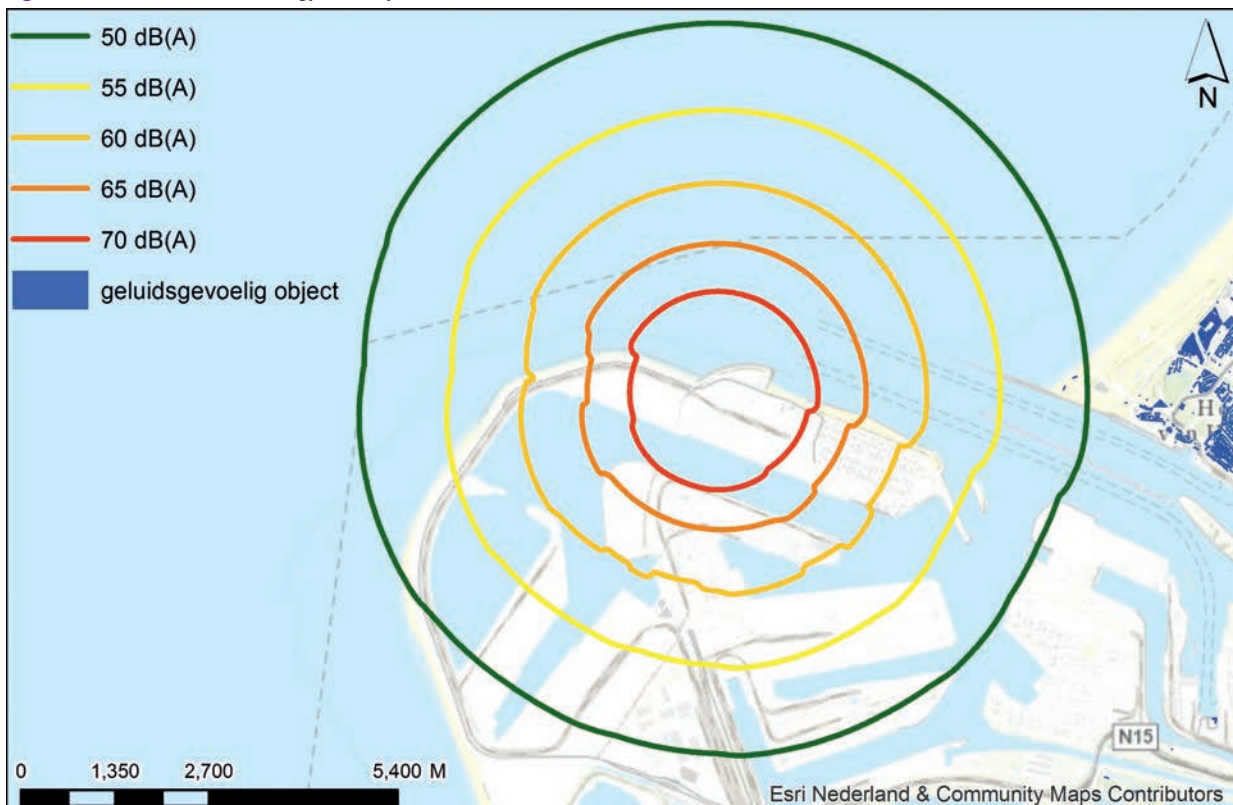 50 dB(A)
55 dB(A)
60 dB(A)
65 dB(A)
70 dB(A)
geluidsgevoelig object
N
N15
0 1,350 2,700 5,400 M
Esri Nederland & Community Maps Contributors